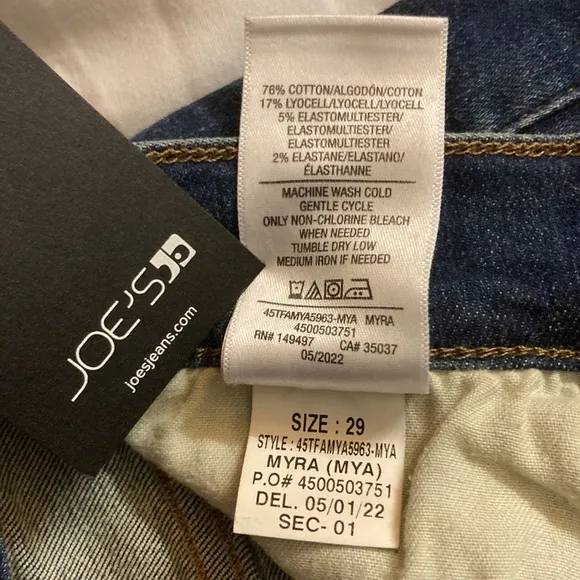 JOE'S
joesjeans.com
76% COTTON/ALGODÓN/COTON
17% LYOCELL/LYOCELL/LYOCELL
5% ELASTOMULTIESTER/
ELASTOMULTIESTER/
ELASTOMULTIESTER
2% ELASTANE/ELASTANO/
ÉLASTHANNE
MACHINE WASH COLD
GENTLE CYCLE
ONLY NON-CHLORINE BLEACH
WHEN NEEDED
TUMBLE DRY LOW
MEDIUM IRON IF NEEDED
45TFAMYA5963-MYA MYRA
4500503751
RN# 149497 CA# 35037
05/2022
SIZE : 29
STYLE : 45TFAMYA5963-MYA
MYRA (MYA)
P.O# 4500503751
DEL. 05/01/22
SEC- 01